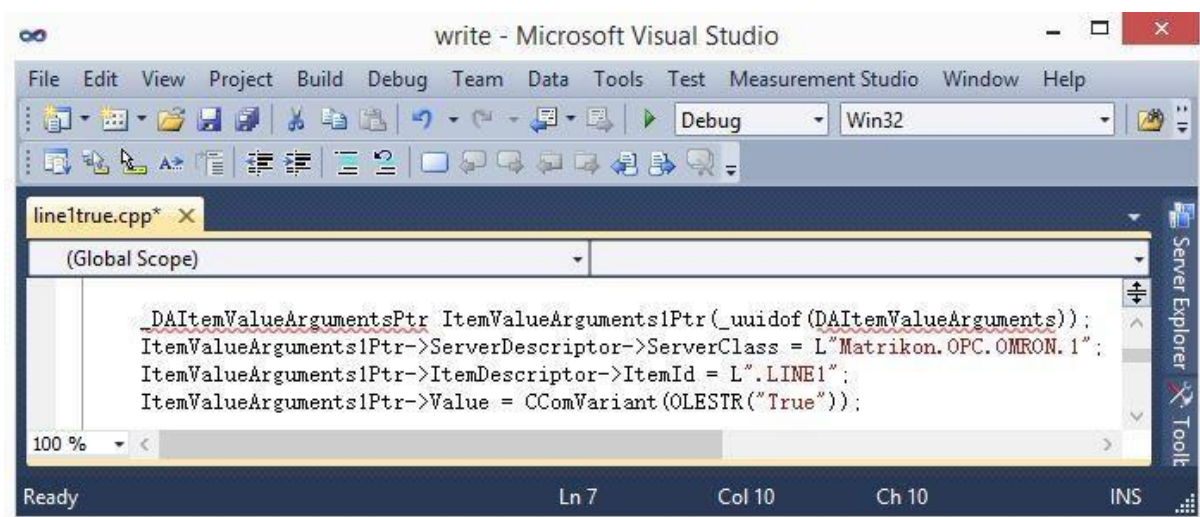 write - Microsoft Visual Studio
File Edit View Project Build Debug Team Data Tools Test Measurement Studio Window Help
Debug Win32
line1true.cpp*
(Global Scope)
_DAItemValueArgumentsPtr ItemValueArguments1Ptr(_uuidof(DAItemValueArguments));
ItemValueArguments1Ptr->ServerDescriptor->ServerClass = L"Matrikon.OPC.OMRON.1";
ItemValueArguments1Ptr->ItemDescriptor->ItemId = L".LINE1";
ItemValueArguments1Ptr->Value = CComVariant(OLESTR("True"));
100 %
Ready Ln 7 Col 10 Ch 10 INS
Server Explorer